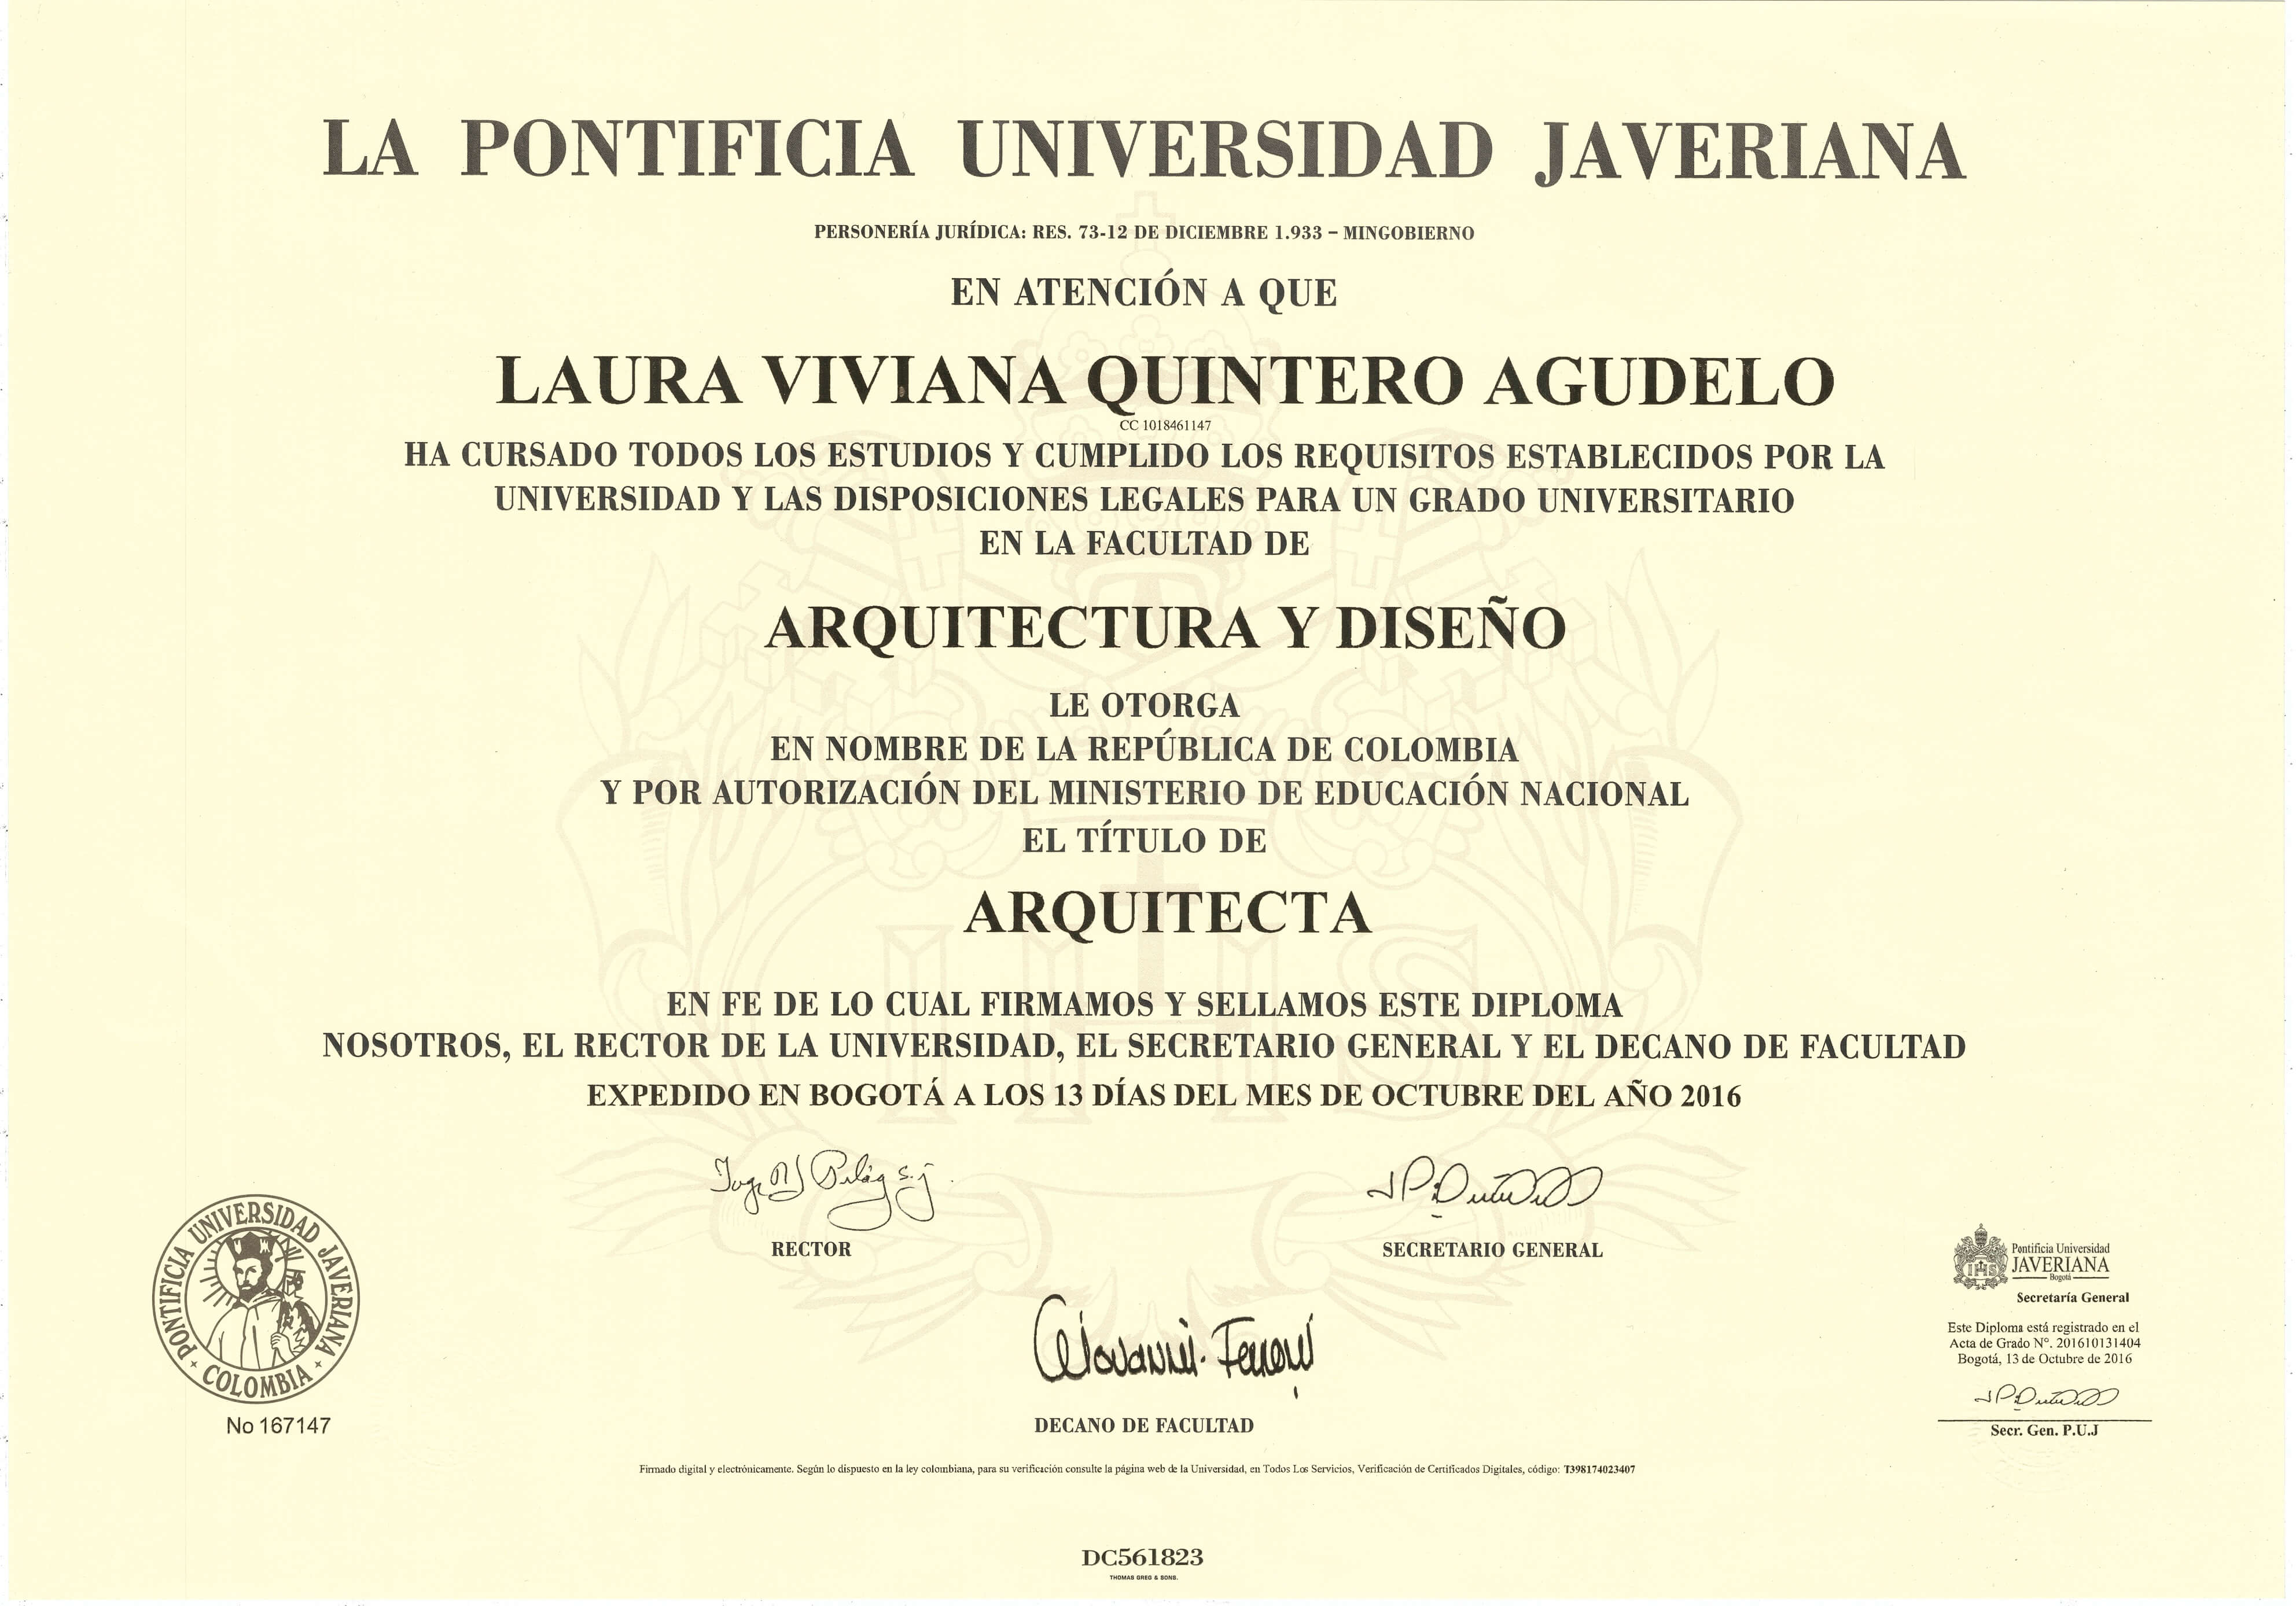 LA PONTIFICIA UNIVERSIDAD JAVERIANA
PERSONERÍA JURÍDICA: RES. 73-12 DE DICIEMBRE 1.933 – MINGOBIERNO
EN ATENCIÓN A QUE
LAURA VIVIANA QUINTERO AGUDELO
CC 1018461147
HA CURSADO TODOS LOS ESTUDIOS Y CUMPLIDO LOS REQUISITOS ESTABLECIDOS POR LA
UNIVERSIDAD Y LAS DISPOSICIONES LEGALES PARA UN GRADO UNIVERSITARIO
EN LA FACULTAD DE
ARQUITECTURA Y DISEÑO
LE OTORGA
EN NOMBRE DE LA REPÚBLICA DE COLOMBIA
Y POR AUTORIZACIÓN DEL MINISTERIO DE EDUCACIÓN NACIONAL
EL TÍTULO DE
ARQUITECTA
IHS
EN FE DE LO CUAL FIRMAMOS Y SELLAMOS ESTE DIPLOMA
NOSOTROS, EL RECTOR DE LA UNIVERSIDAD, EL SECRETARIO GENERAL Y EL DECANO DE FACULTAD
EXPEDIDO EN BOGOTÁ A LOS 13 DÍAS DEL MES DE OCTUBRE DEL AÑO 2016
RECTOR
SECRETARIO GENERAL
PONTIFICIA UNIVERSIDAD JAVERIANA
COLOMBIA
No 167147
DECANO DE FACULTAD
IHS
Pontificia Universidad
JAVERIANA
Bogotá
Secretaría General
Este Diploma está registrado en el
Acta de Grado Nº. 201610131404
Bogotá, 13 de Octubre de 2016
Secr. Gen. P.U.J
Firmado digital y electrónicamente. Según lo dispuesto en la ley colombiana, para su verificación consulte la página web de la Universidad, en Todos Los Servicios, Verificación de Certificados Digitales, código: T398174023407
DC561823
THOMAS GREG & SONS.